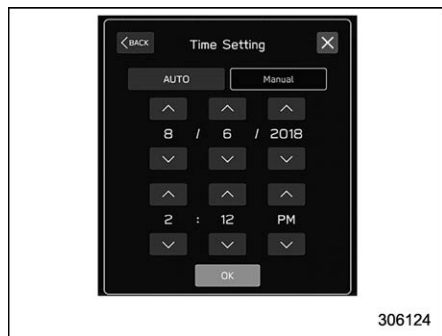 BACK Time Setting
AUTO Manual
8 / 6 / 2018
2 : 12 PM
OK
306124